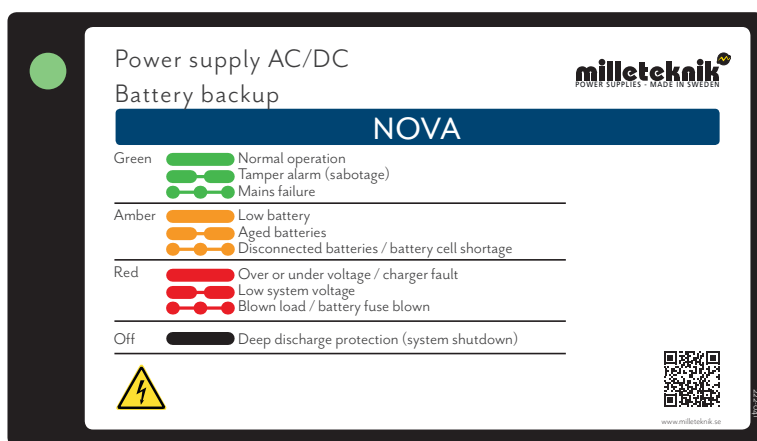 Power supply AC/DC
Battery backup
milleteknik
POWER SUPPLIES - MADE IN SWEDEN
NOVA
Green Normal operation
Tamper alarm (sabotage)
Mains failure
Amber Low battery
Aged batteries
Disconnected batteries / battery cell shortage
Red Over or under voltage / charger fault
Low system voltage
Blown load / battery fuse blown
Off Deep discharge protection (system shutdown)
www.milleteknik.se